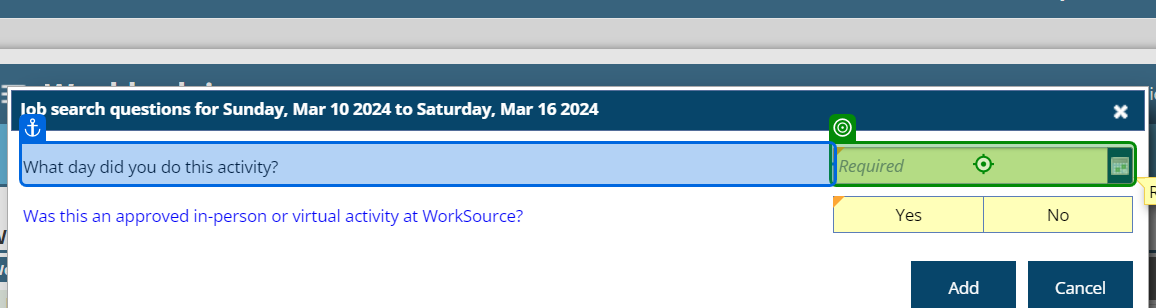 Job search questions for Sunday, Mar 10 2024 to Saturday, Mar 16 2024
What day did you do this activity?
Required
Was this an approved in-person or virtual activity at WorkSource?
Yes
No
Add
Cancel